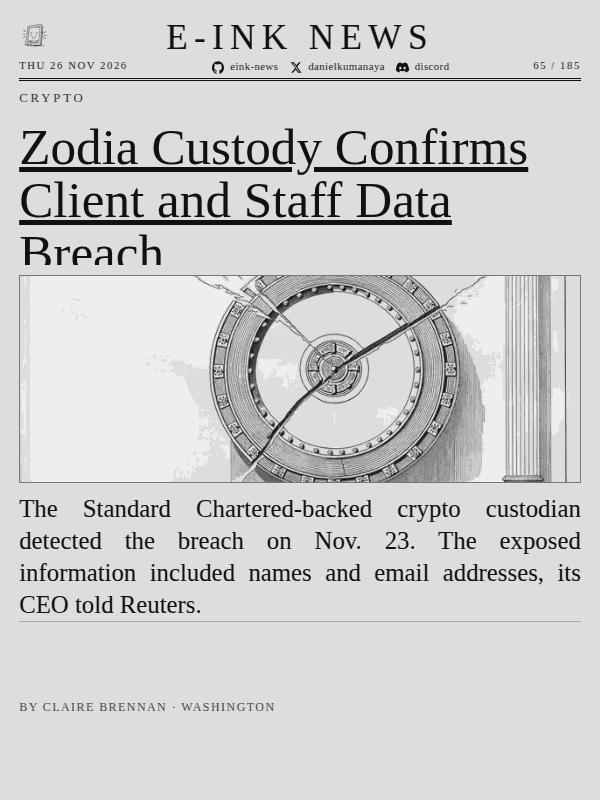 E-INK NEWS
THU 26 NOV 2026
eink-news danielkumanaya discord
65 / 185
CRYPTO
Zodia Custody Confirms
Client and Staff Data
Breach
The Standard Chartered-backed crypto custodian
detected the breach on Nov. 23. The exposed
information included names and email addresses, its
CEO told Reuters.
BY CLAIRE BRENNAN · WASHINGTON